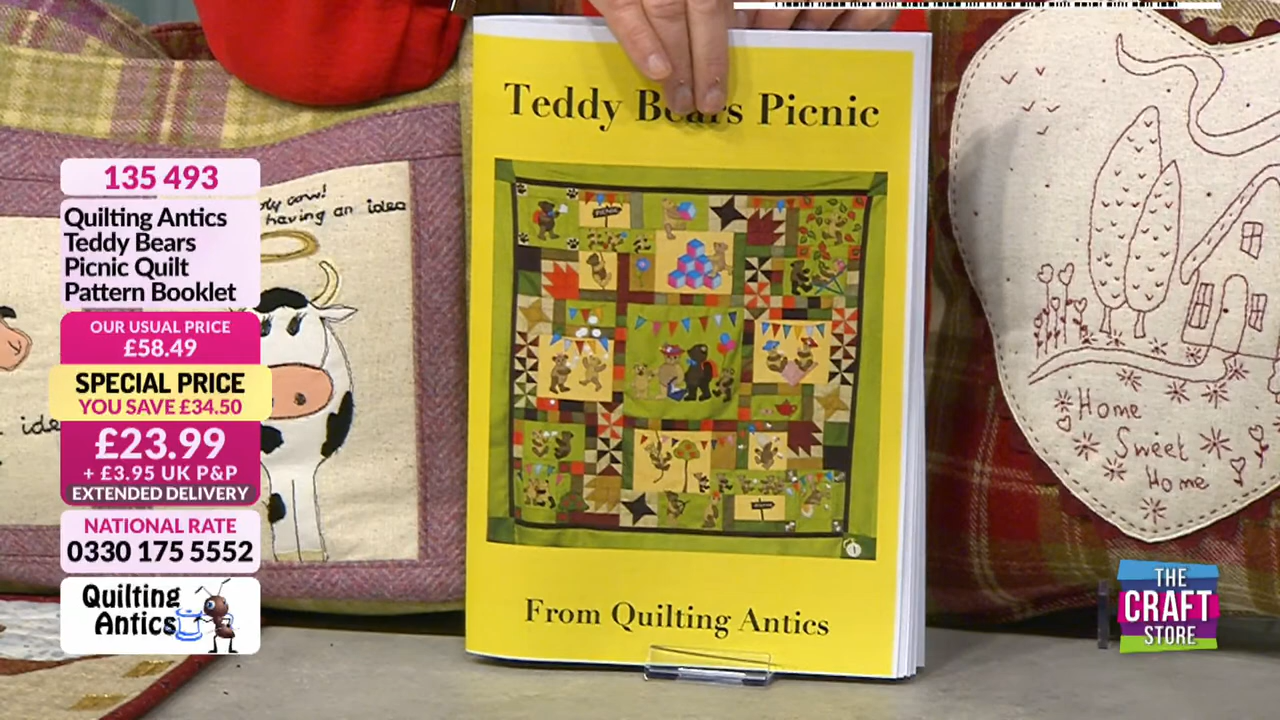 135 493
Quilting Antics
Teddy Bears
Picnic Quilt
Pattern Booklet
OUR USUAL PRICE
£58.49
SPECIAL PRICE
YOU SAVE £34.50
£23.99
+ £3.95 UK P&P
EXTENDED DELIVERY
NATIONAL RATE
0330 175 5552
Quilting
Antics
cow!
having an idea
ide
Teddy Bears Picnic
From Quilting Antics
Home
Sweet
Home
THE
CRAFT
STORE